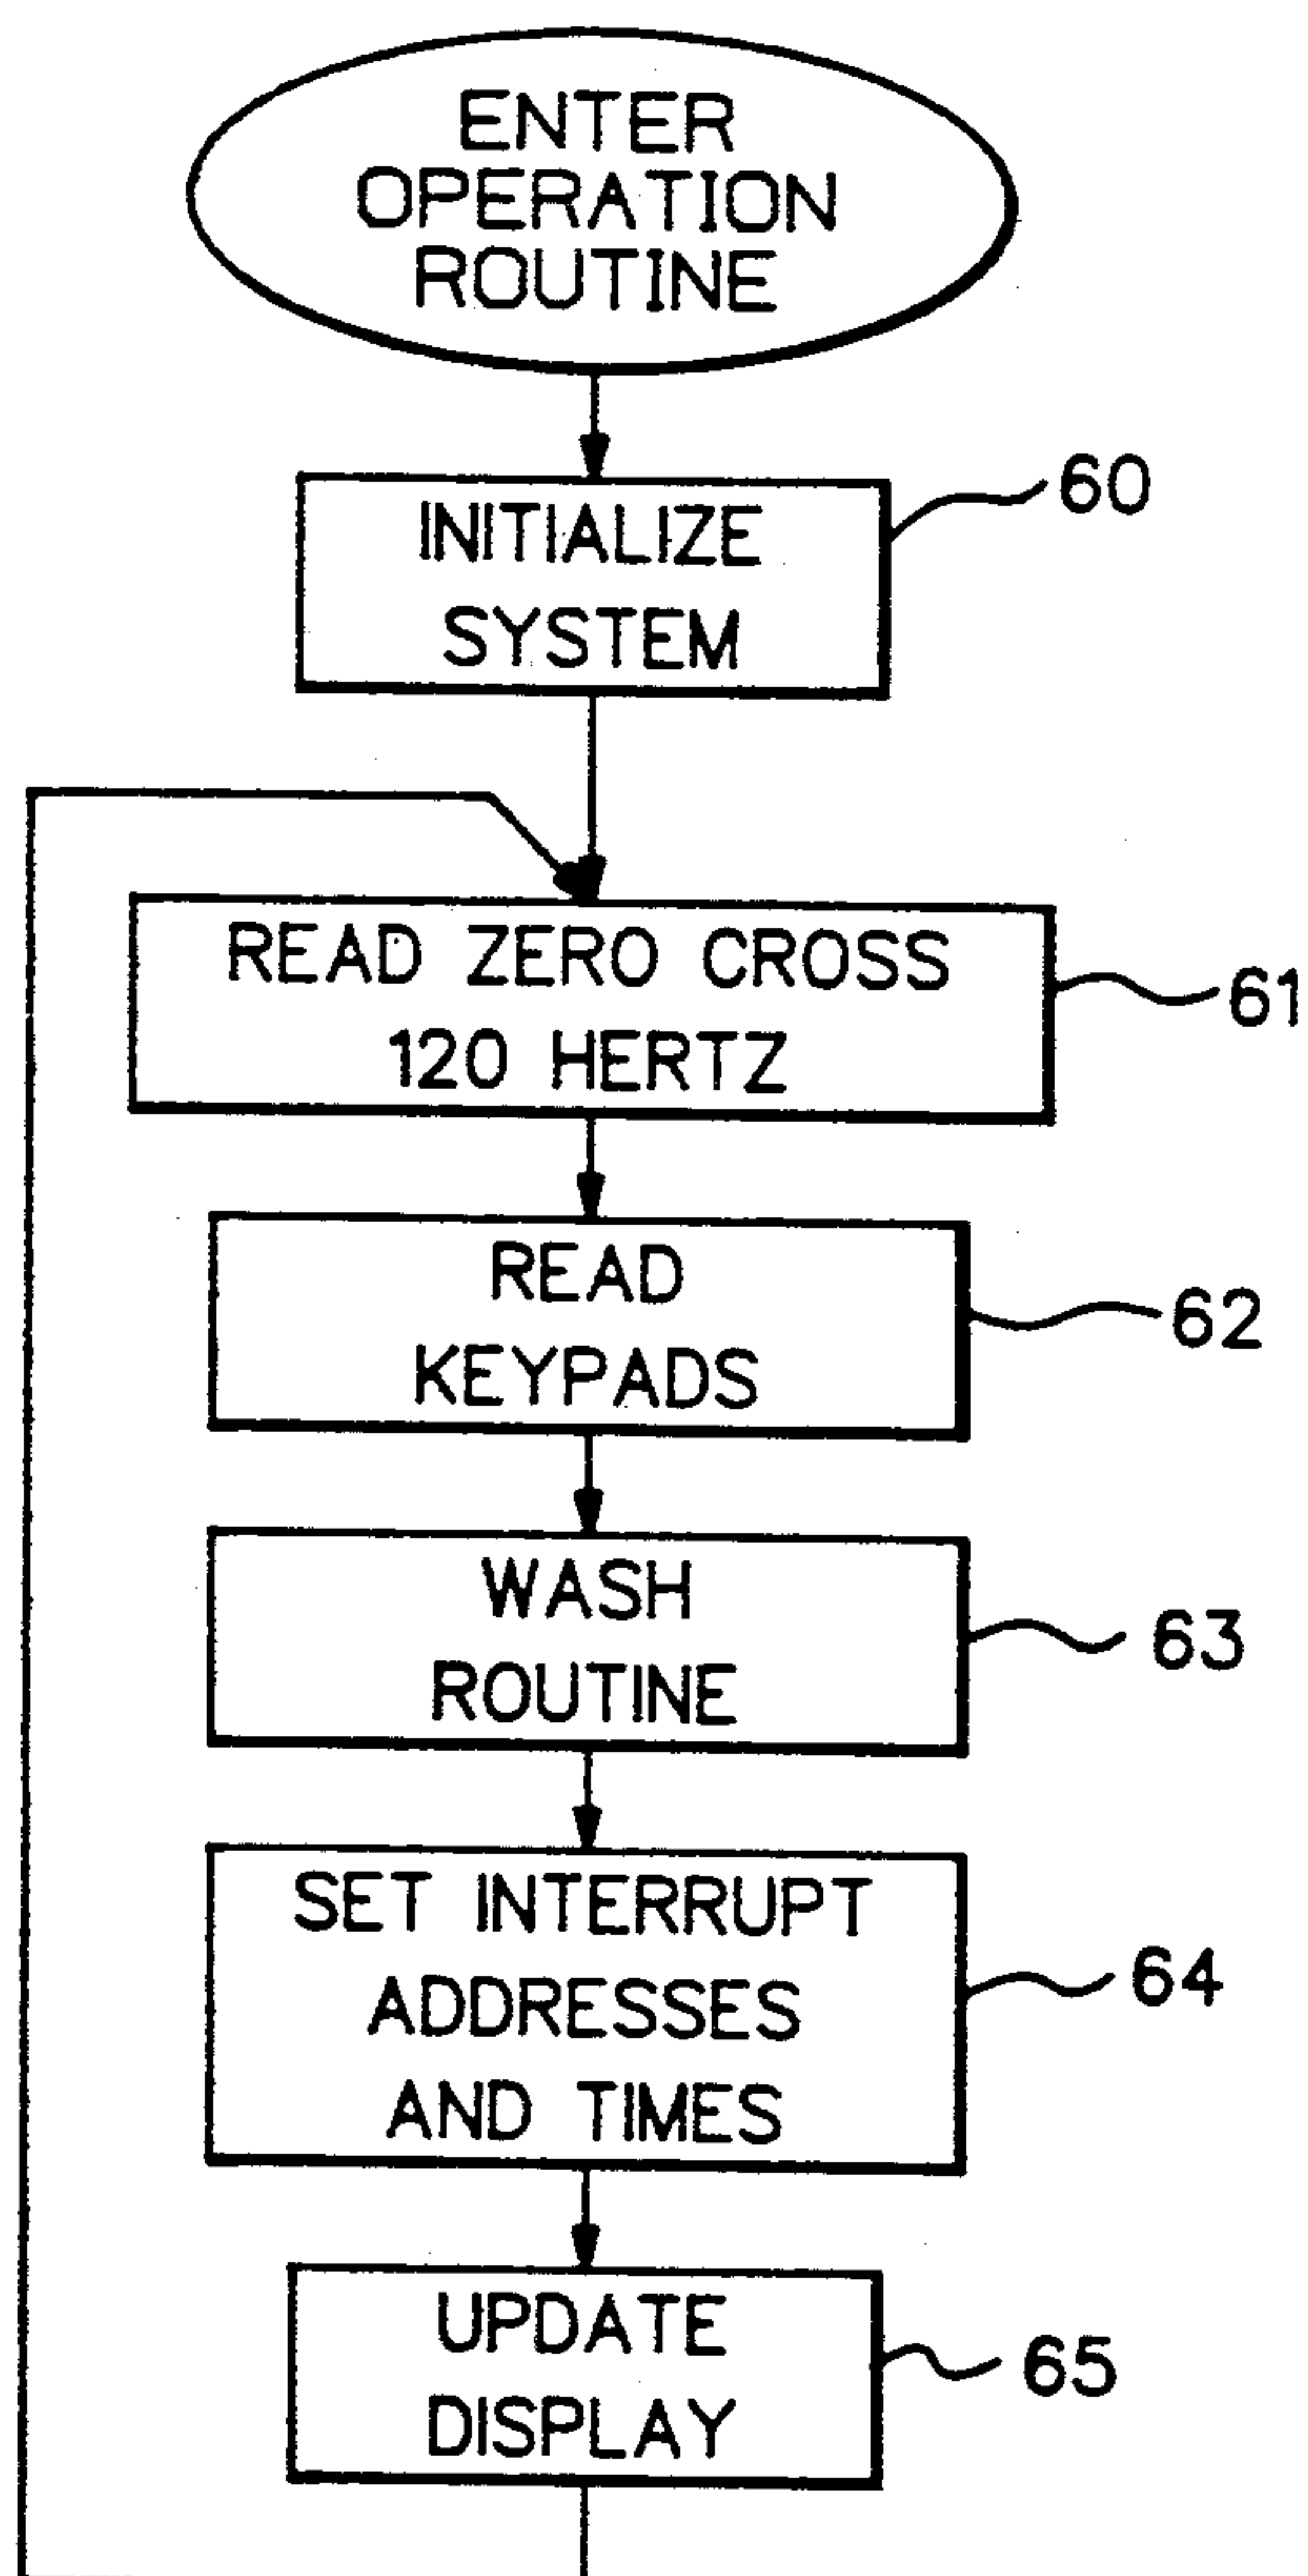 ENTER
OPERATION
ROUTINE
INITIALIZE
SYSTEM
60
READ ZERO CROSS
120 HERTZ
61
READ
KEYPADS
62
WASH
ROUTINE
63
SET INTERRUPT
ADDRESSES
AND TIMES
64
UPDATE
DISPLAY
65